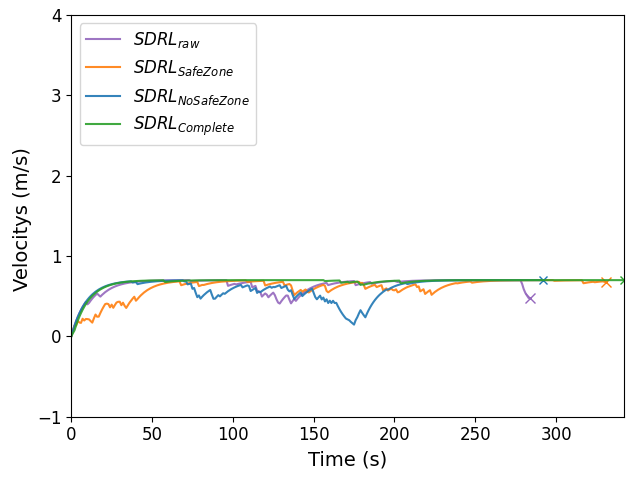 4
3
2
1
0
−1
Velocitys (m/s)
SDRL_raw
SDRL_SafeZone
SDRL_NoSafeZone
SDRL_Complete
0 50 100 150 200 250 300
Time (s)